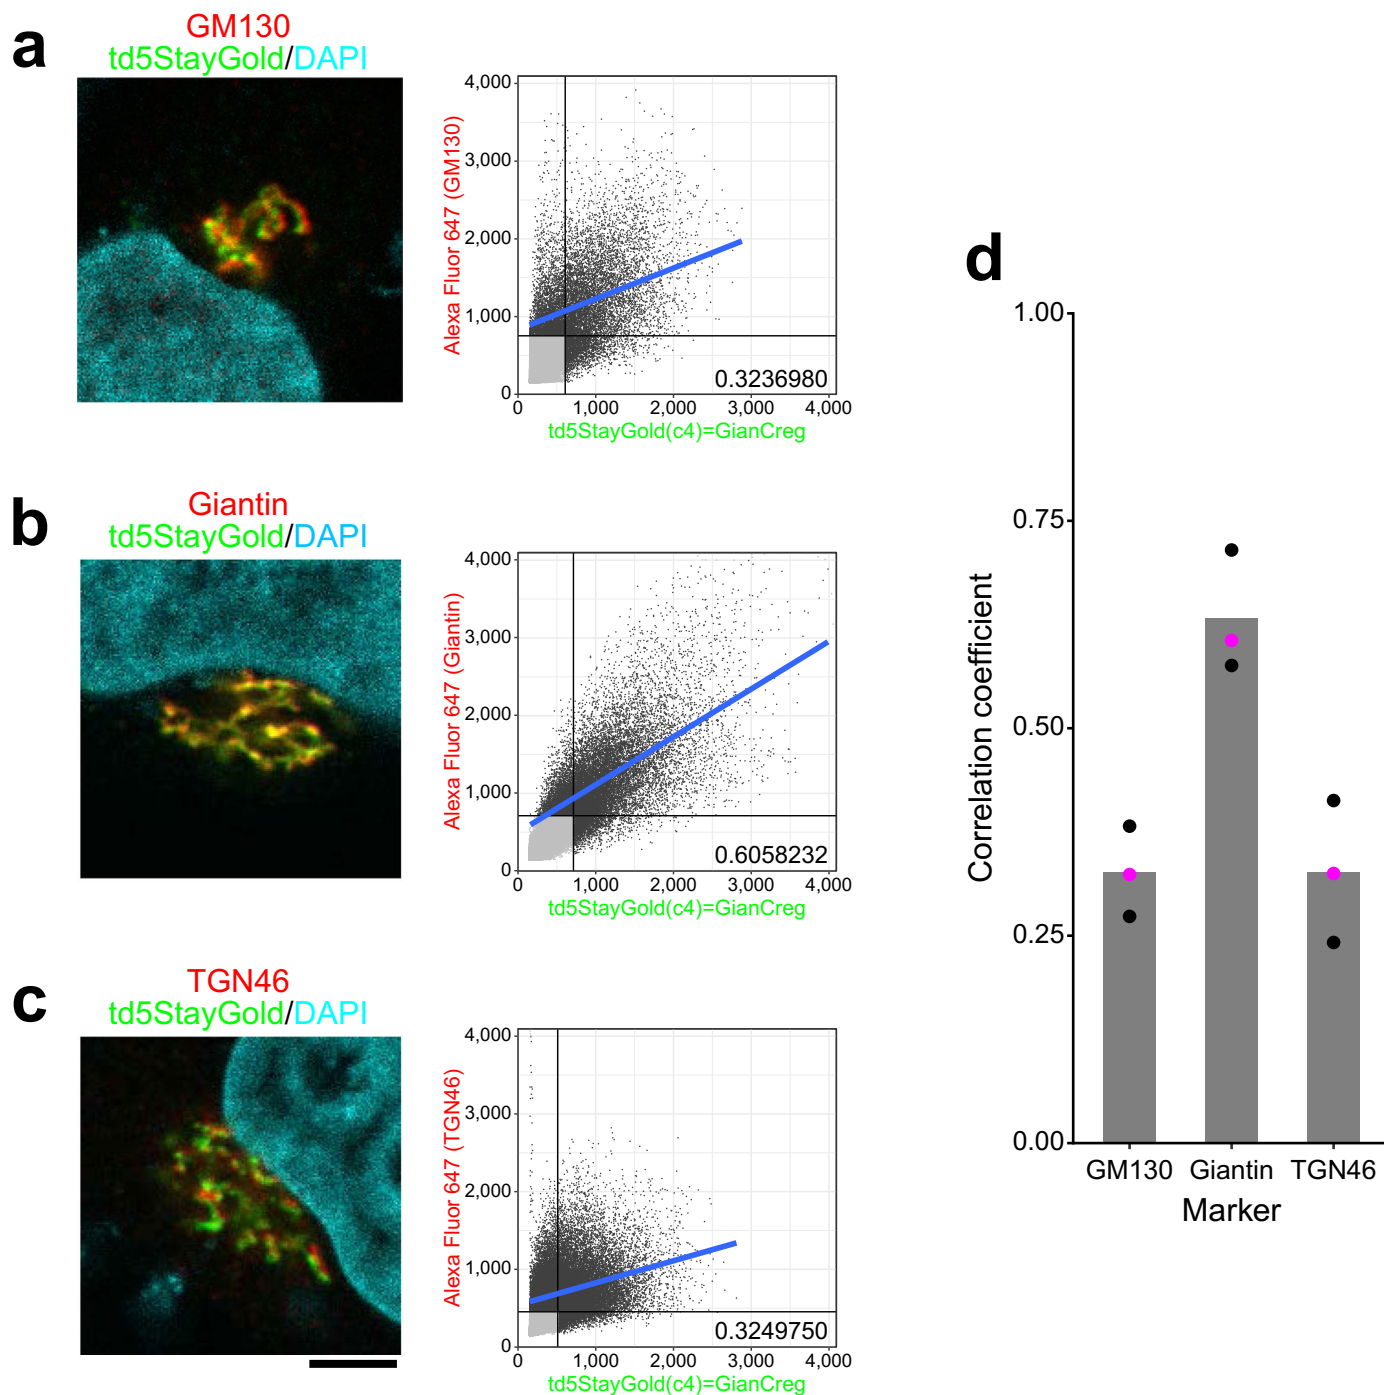 a
GM130
td5StayGold/DAPI
Alexa Fluor 647 (GM130)
4,000
3,000
2,000
1,000
0
0.3236980
0 1,000 2,000 3,000 4,000
td5StayGold(c4)=GianCreg
b
Giantin
td5StayGold/DAPI
Alexa Fluor 647 (Giantin)
4,000
3,000
2,000
1,000
0
0.6058232
0 1,000 2,000 3,000 4,000
td5StayGold(c4)=GianCreg
c
TGN46
td5StayGold/DAPI
Alexa Fluor 647 (TGN46)
4,000
3,000
2,000
1,000
0
0.3249750
0 1,000 2,000 3,000 4,000
td5StayGold(c4)=GianCreg
d
Correlation coefficient
1.00
0.75
0.50
0.25
0.00
GM130 Giantin TGN46
Marker